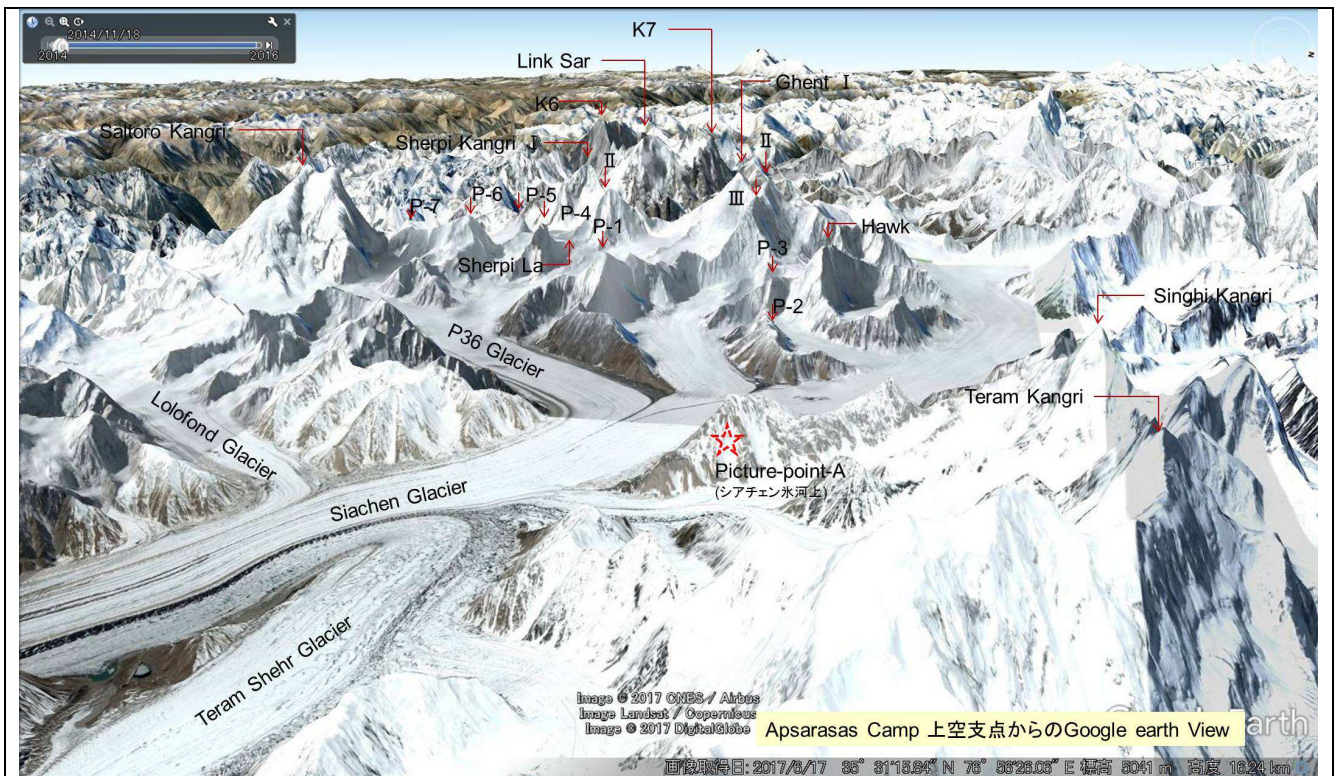 2014/11/18
2014
2016
K7
Link Sar
Ghent Ⅰ
K6
Saltoro Kangri
Sherpi Kangri Ⅰ
Ⅱ
Ⅱ
Ⅲ
P-7
P-6
P-5
P-4
P-1
Hawk
P-3
Sherpi La
Singhi Kangri
P-2
P36 Glacier
Teram Kangri
Lolofond Glacier
Picture-point-A
(シアチェン氷河上)
Siachen Glacier
Teram Shehr Glacier
Image © 2017 CNES / Airbus
Image Landsat / Copernicus
Image © 2017 DigitalGlobe
earth
Apsarasas Camp 上空支点からのGoogle earth View
画像取得日: 2017/6/17 35° 31'15.84" N 76° 56'26.06" E 標高 5041 m 高度 16.24 km